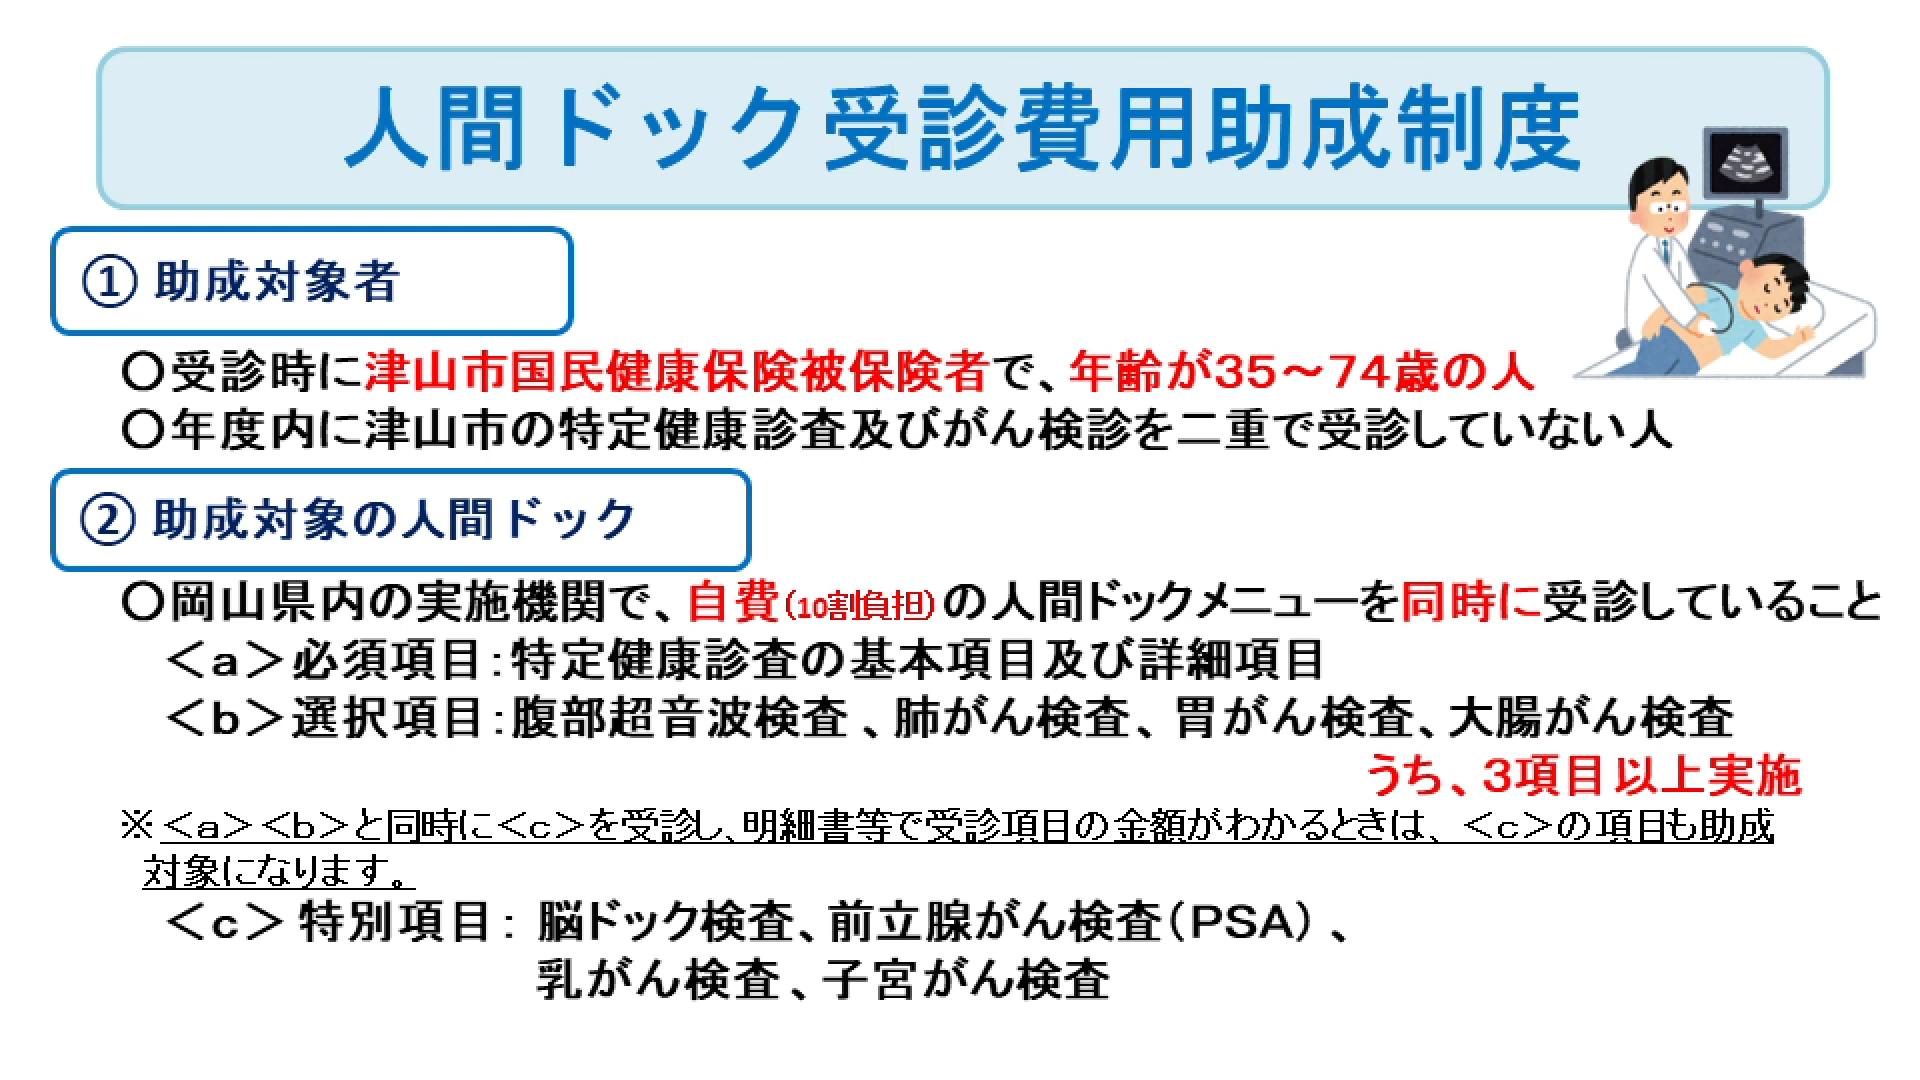 人間ドック受診費用助成制度
① 助成対象者
〇受診時に津山市国民健康保険被保険者で、年齢が35～74歳の人
〇年度内に津山市の特定健康診査及びがん検診を二重で受診していない人
② 助成対象の人間ドック
〇岡山県内の実施機関で、自費(10割負担)の人間ドックメニューを同時に受診していること
＜a＞必須項目：特定健康診査の基本項目及び詳細項目
＜b＞選択項目：腹部超音波検査 、肺がん検査、胃がん検査、大腸がん検査
うち、3項目以上実施
※＜a＞＜b＞と同時に＜c＞を受診し、明細書等で受診項目の金額がわかるときは、＜c＞の項目も助成
対象になります。
＜c＞ 特別項目： 脳ドック検査、前立腺がん検査(PSA) 、
乳がん検査、子宮がん検査